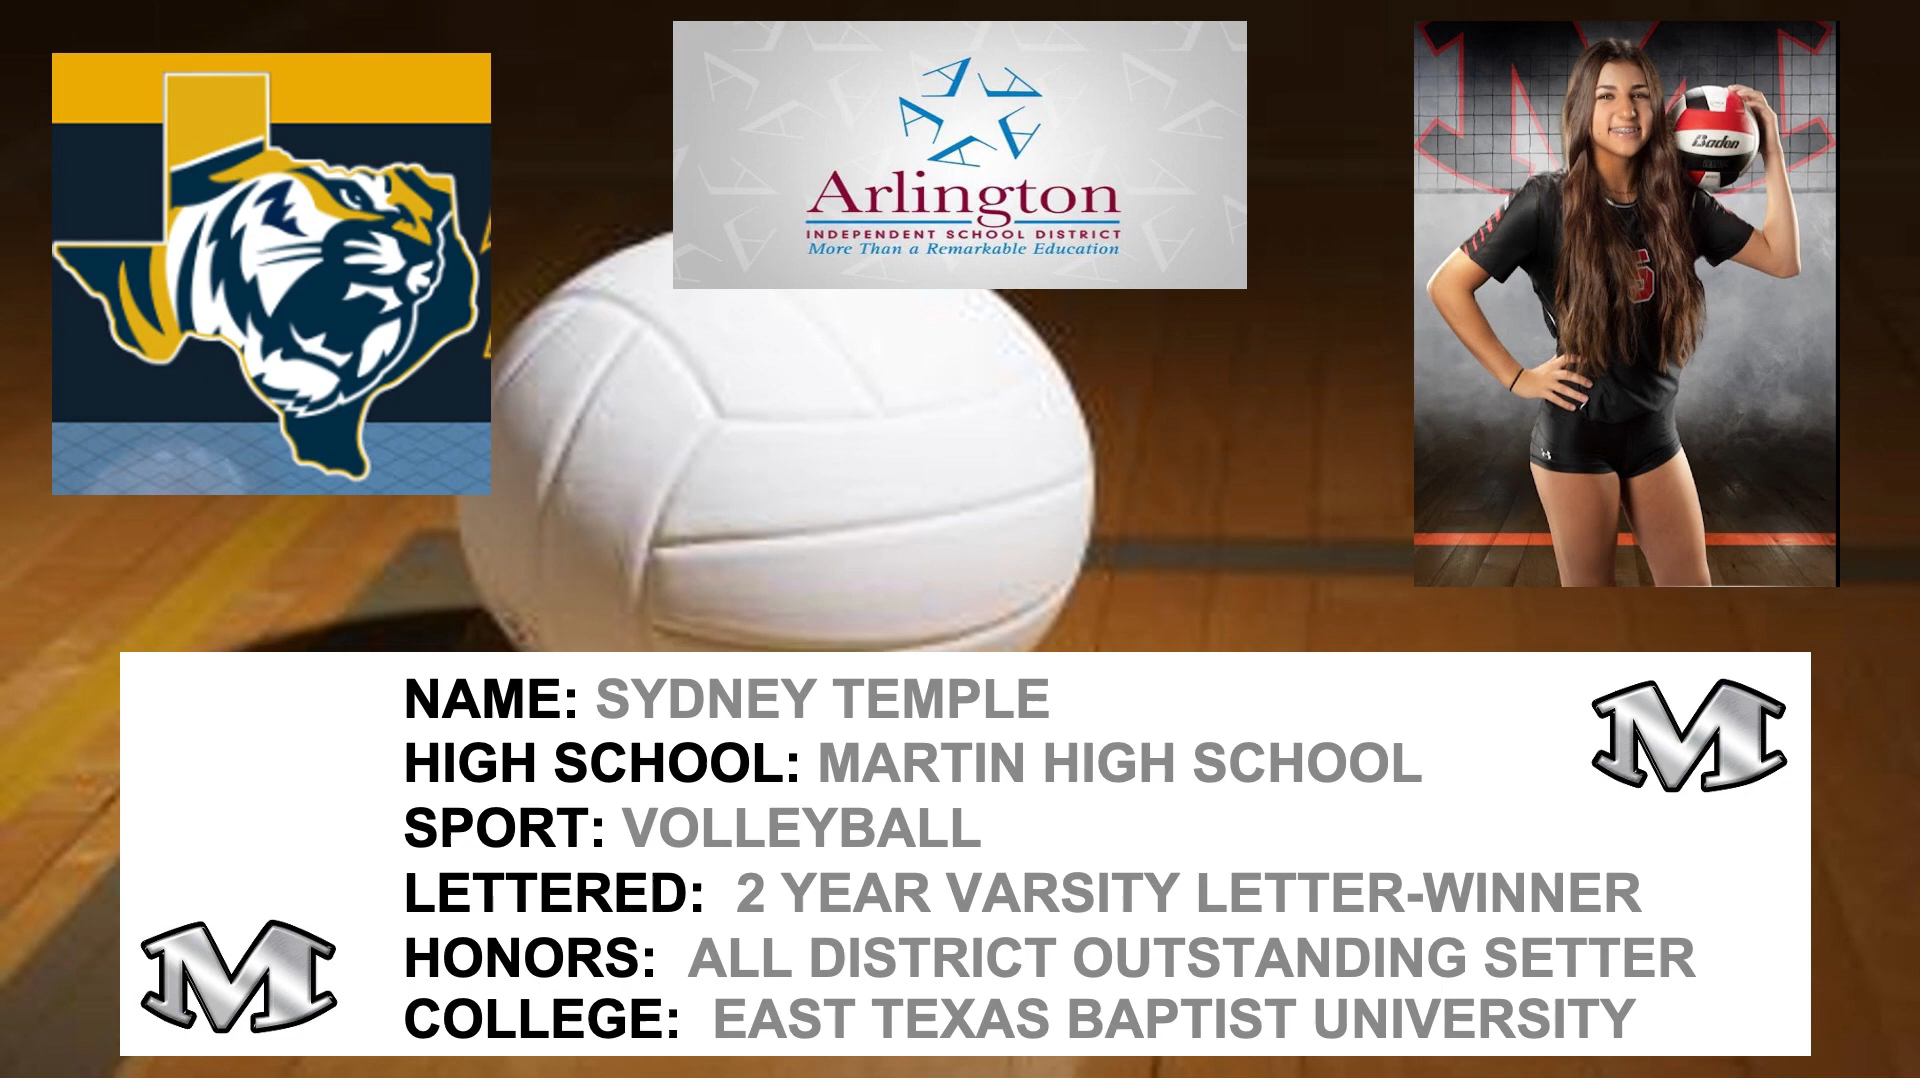 Arlington
INDEPENDENT SCHOOL DISTRICT
More Than a Remarkable Education
Baden
NAME: SYDNEY TEMPLE
HIGH SCHOOL: MARTIN HIGH SCHOOL
SPORT: VOLLEYBALL
LETTERED: 2 YEAR VARSITY LETTER-WINNER
HONORS: ALL DISTRICT OUTSTANDING SETTER
COLLEGE: EAST TEXAS BAPTIST UNIVERSITY
M
M